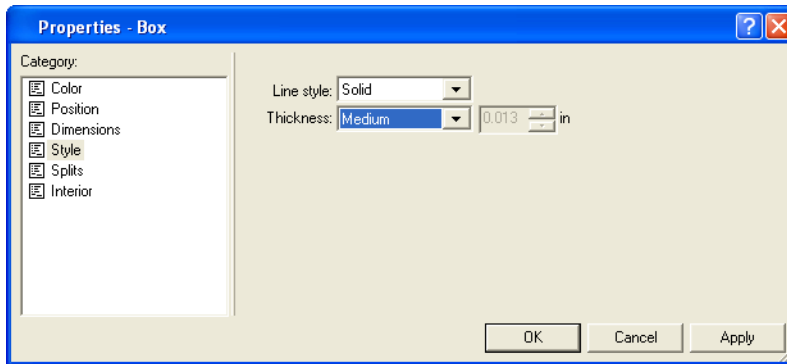 Properties - Box
Category:
Color
Position
Dimensions
Style
Splits
Interior
Line style: Solid
Thickness: Medium 0.013 in
OK Cancel Apply